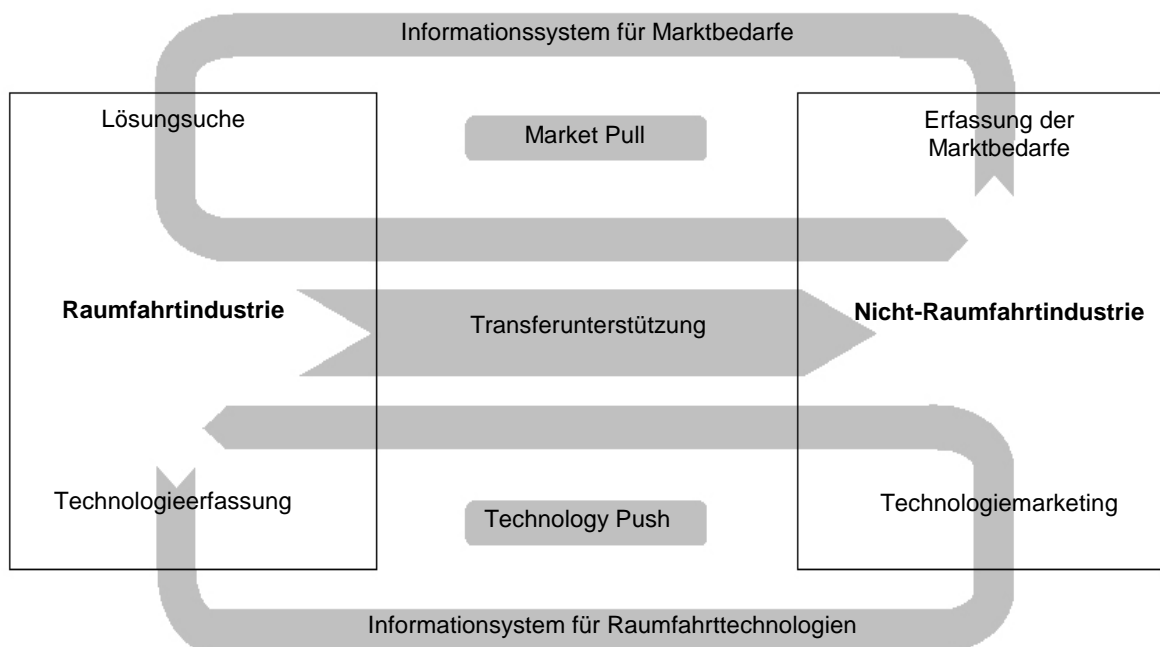 Informationssystem für Marktbedarfe
Lösungsuche
Market Pull
Erfassung der
Marktbedarfe
Raumfahrtindustrie
Transferunterstützung
Nicht-Raumfahrtindustrie
Technologieerfassung
Technology Push
Technologiemarketing
Informationsystem für Raumfahrttechnologien